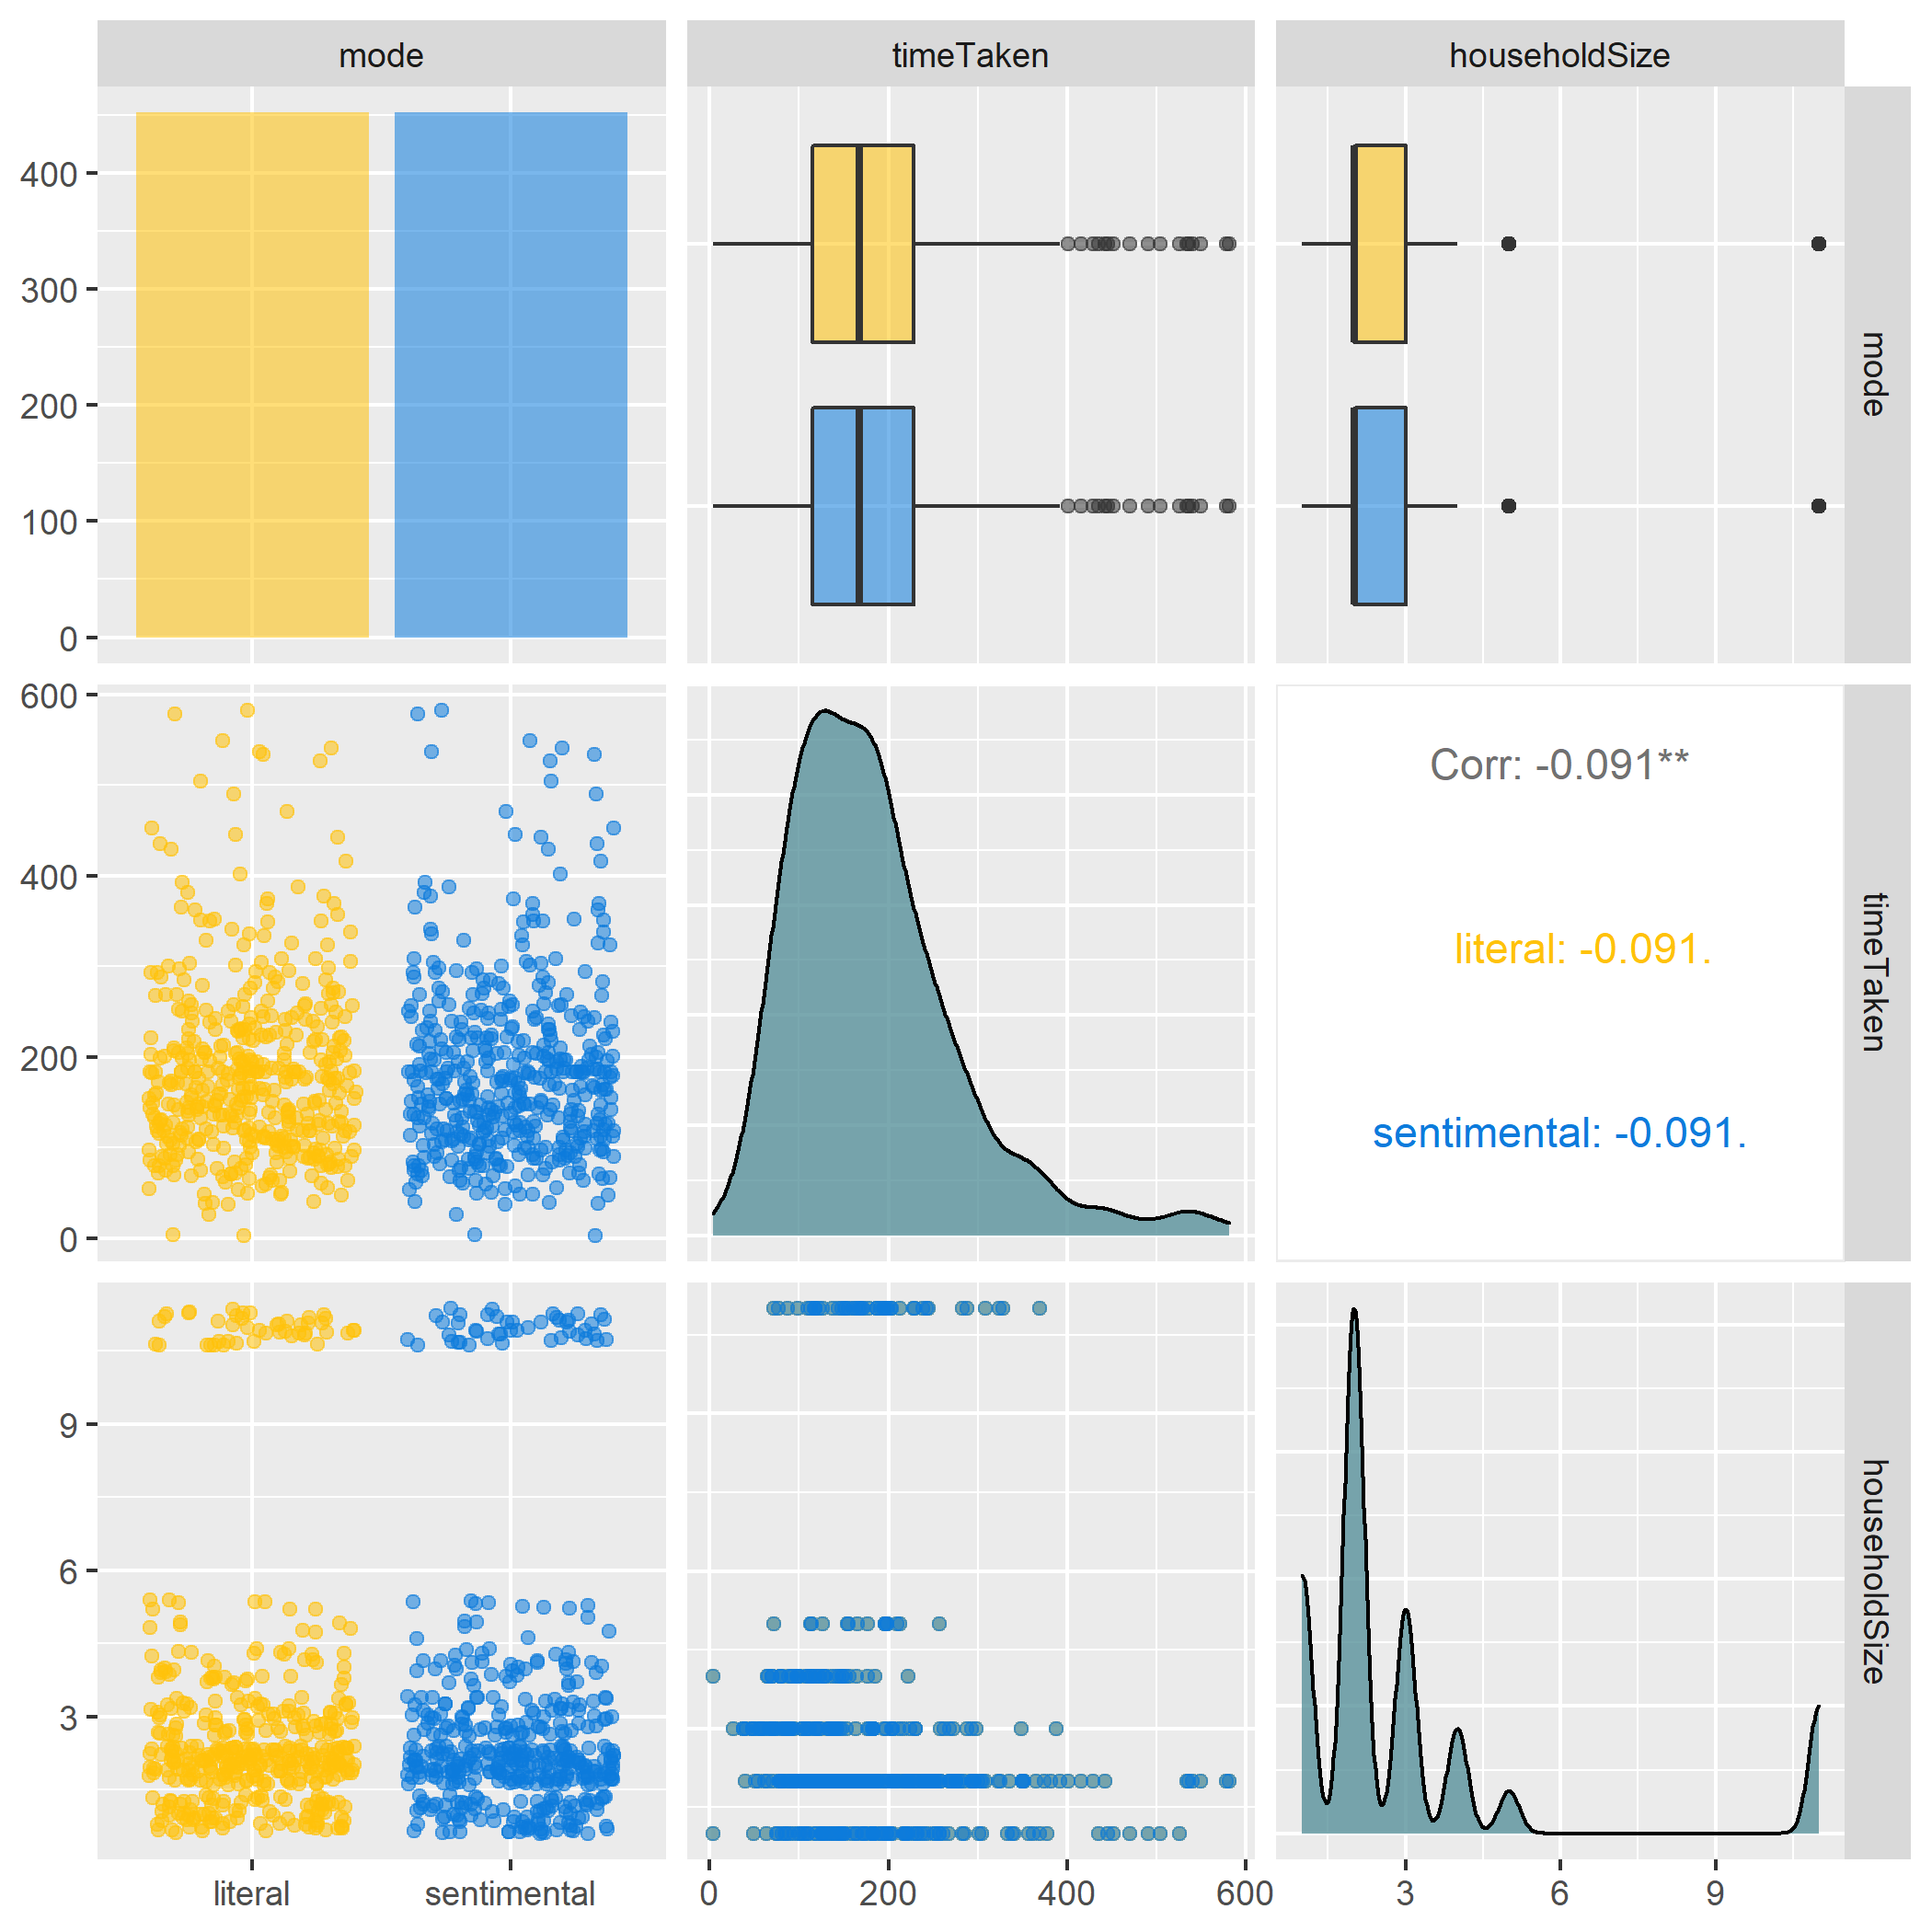 mode
timeTaken
householdSize
400
300
200
100
0
mode
600
400
200
0
Corr: -0.091**
literal: -0.091.
sentimental: -0.091.
timeTaken
9
6
3
householdSize
literal
sentimental
0
200
400
600
3
6
9